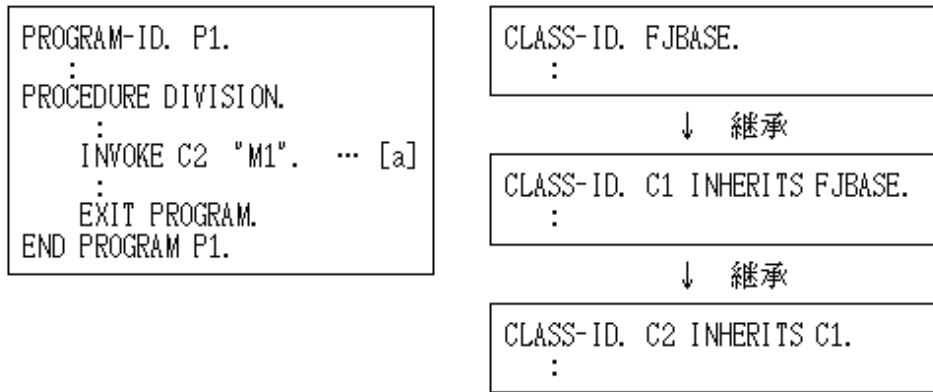 PROGRAM-ID. P1.
:
PROCEDURE DIVISION.
:
INVOKE C2 "M1". … [a]
:
EXIT PROGRAM.
END PROGRAM P1.
CLASS-ID. FJBASE.
:
↓ 継承
CLASS-ID. C1 INHERITS FJBASE.
:
↓ 継承
CLASS-ID. C2 INHERITS C1.
: